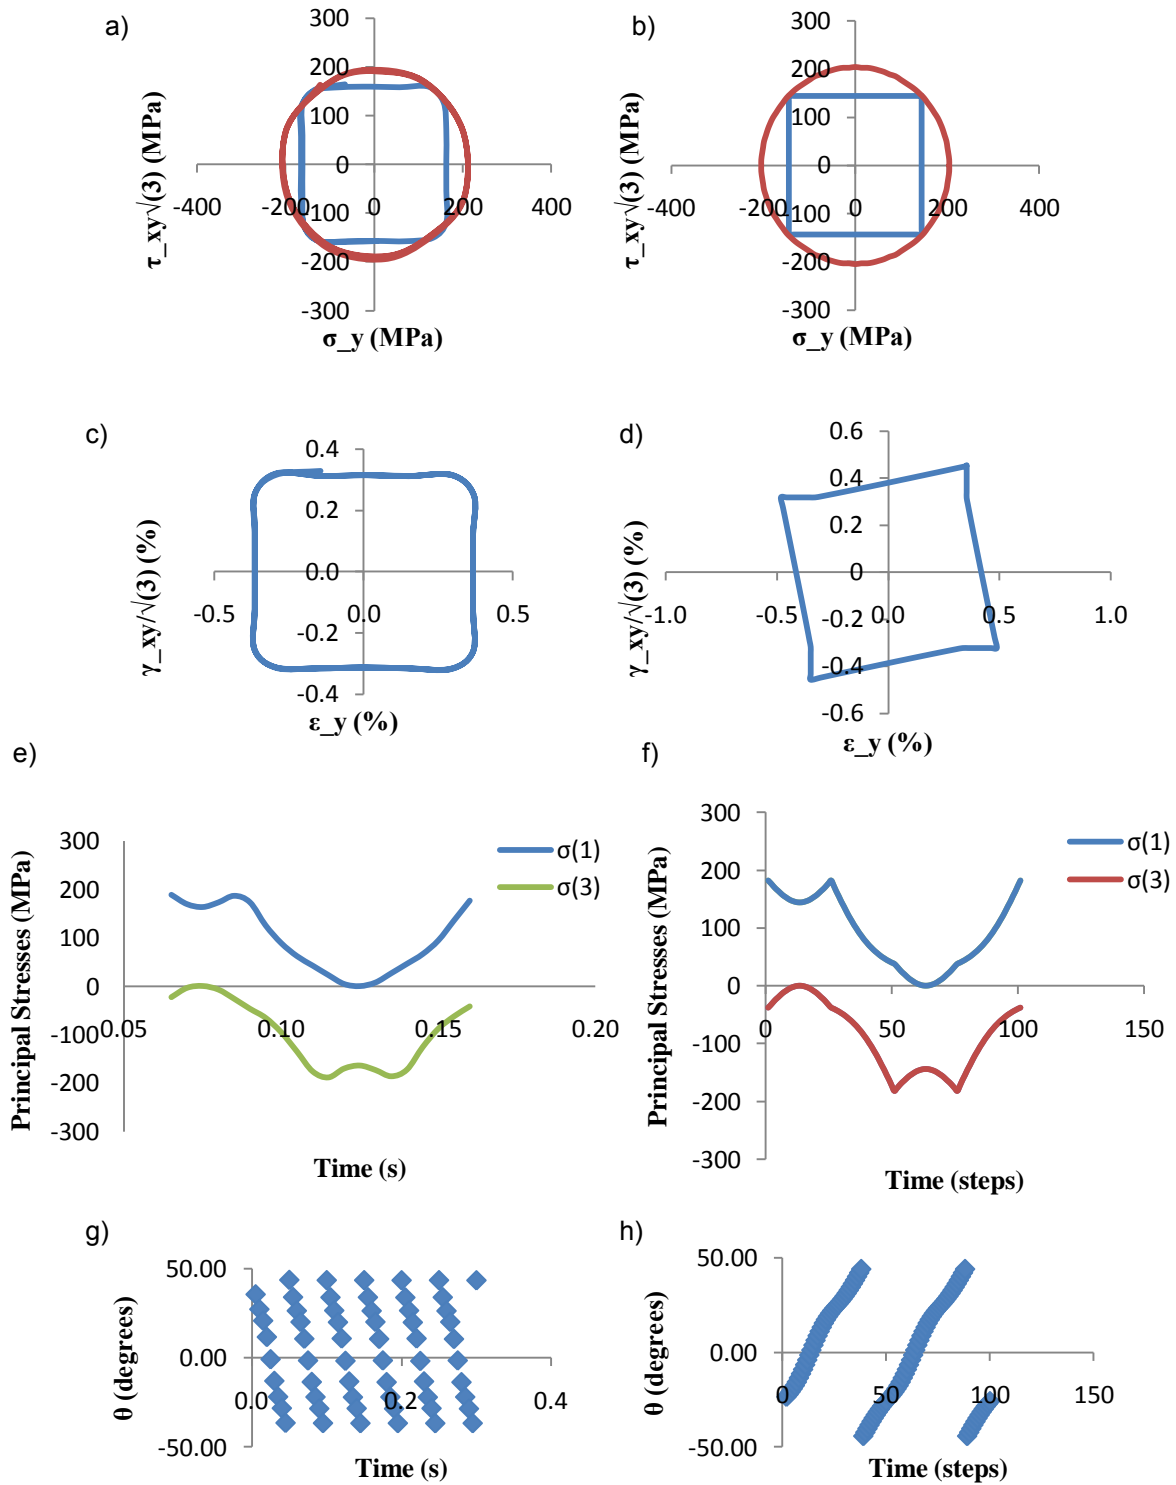 a)
300
200
100
0
-100
-200
-300
-400
-200
0
200
400
τ_xy√(3) (MPa)
σ_y (MPa)
b)
300
200
100
0
-100
-200
-300
-400
-200
0
200
400
τ_xy√(3) (MPa)
σ_y (MPa)
c)
0.4
0.2
0.0
-0.2
-0.4
-0.5
0.0
0.5
γ_xy/√(3) (%)
ε_y (%)
d)
0.6
0.4
0.2
0
-0.2
-0.4
-0.6
-1.0
-0.5
0.0
0.5
1.0
γ_xy/√(3) (%)
ε_y (%)
e)
300
200
100
0
-100
-200
-300
0.05
0.10
0.15
0.20
σ(1)
σ(3)
Principal Stresses (MPa)
Time (s)
f)
300
200
100
0
-100
-200
-300
0
50
100
150
σ(1)
σ(3)
Principal Stresses (MPa)
Time (steps)
g)
50.00
0.00
-50.00
0.0
0.2
0.4
θ (degrees)
Time (s)
h)
50.00
0.00
-50.00
0
50
100
150
θ (degrees)
Time (steps)